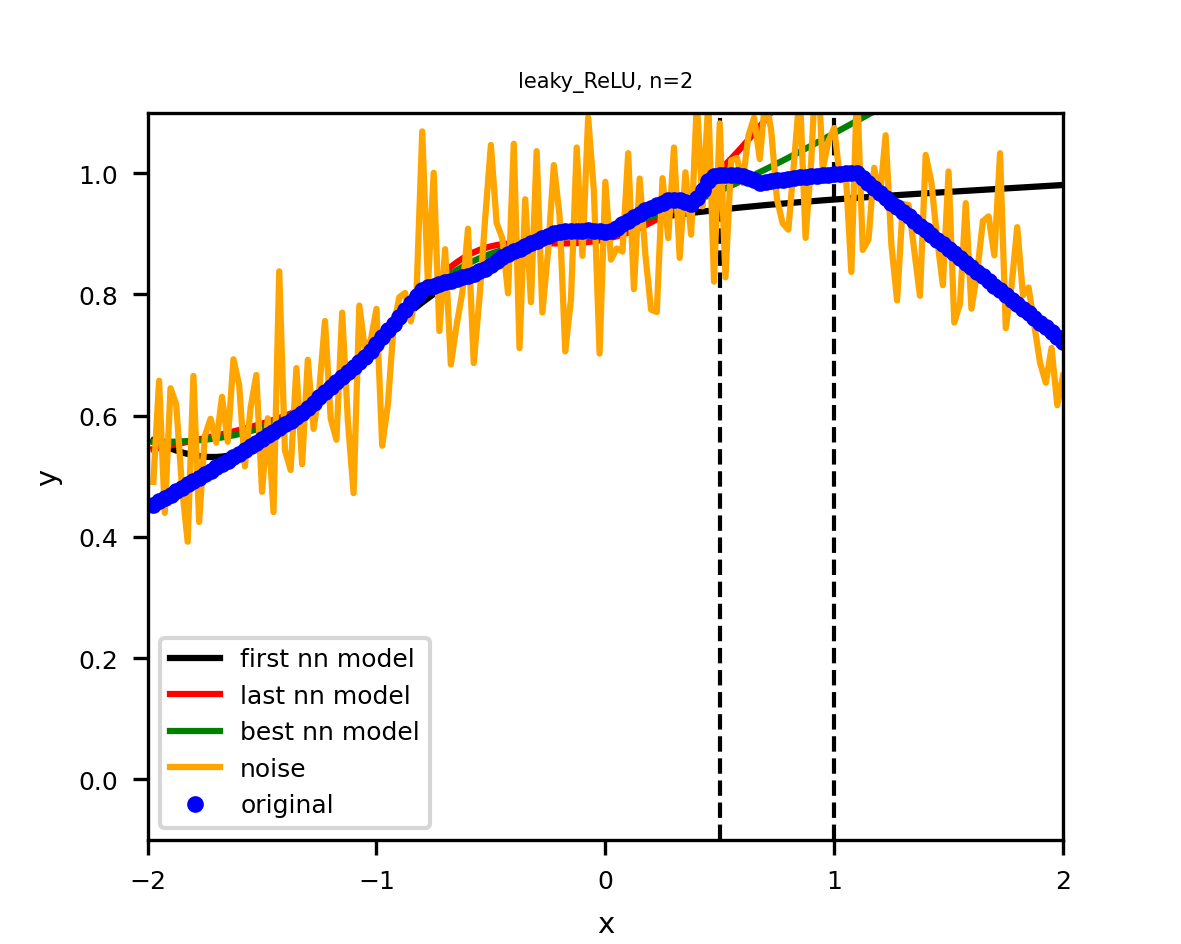 leaky_ReLU, n=2
y
1.0
0.8
0.6
0.4
0.2
0.0
first nn model
last nn model
best nn model
noise
original
−2
−1
0
1
2
x